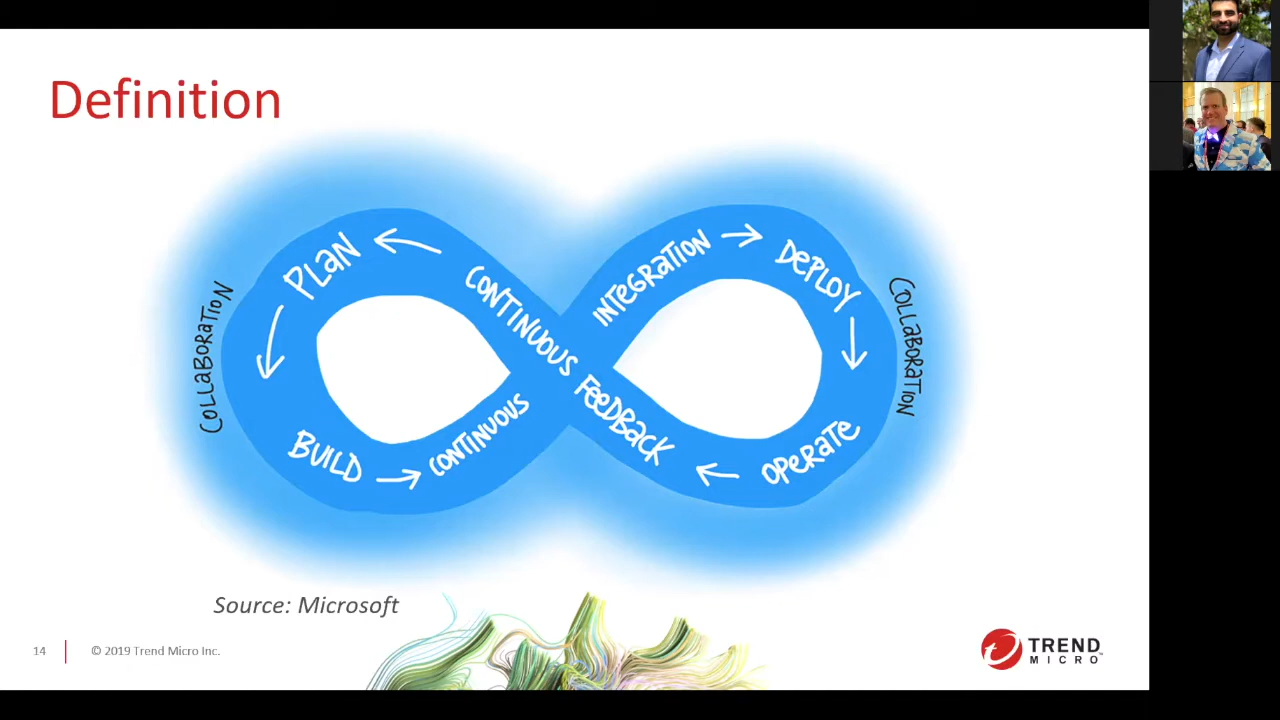 Definition
PLAN
BUILD
CONTINUOUS
INTEGRATION
DEPLOY
OPERATE
CONTINUOUS FEEDBACK
COLLABORATION
COLLABORATION
Source: Microsoft
14
© 2019 Trend Micro Inc.
TREND
MICRO™